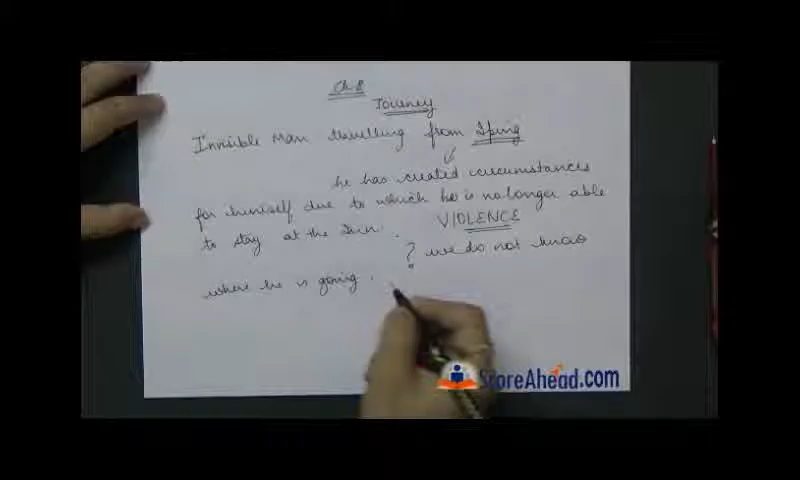 Ch 8
Journey
Invisible Man travelling from Iping
he has created circumstances
for himself due to which he is no longer able
to stay at the Inn.
VIOLENCE
? we do not know
where he is going.
ScoreAhead.com